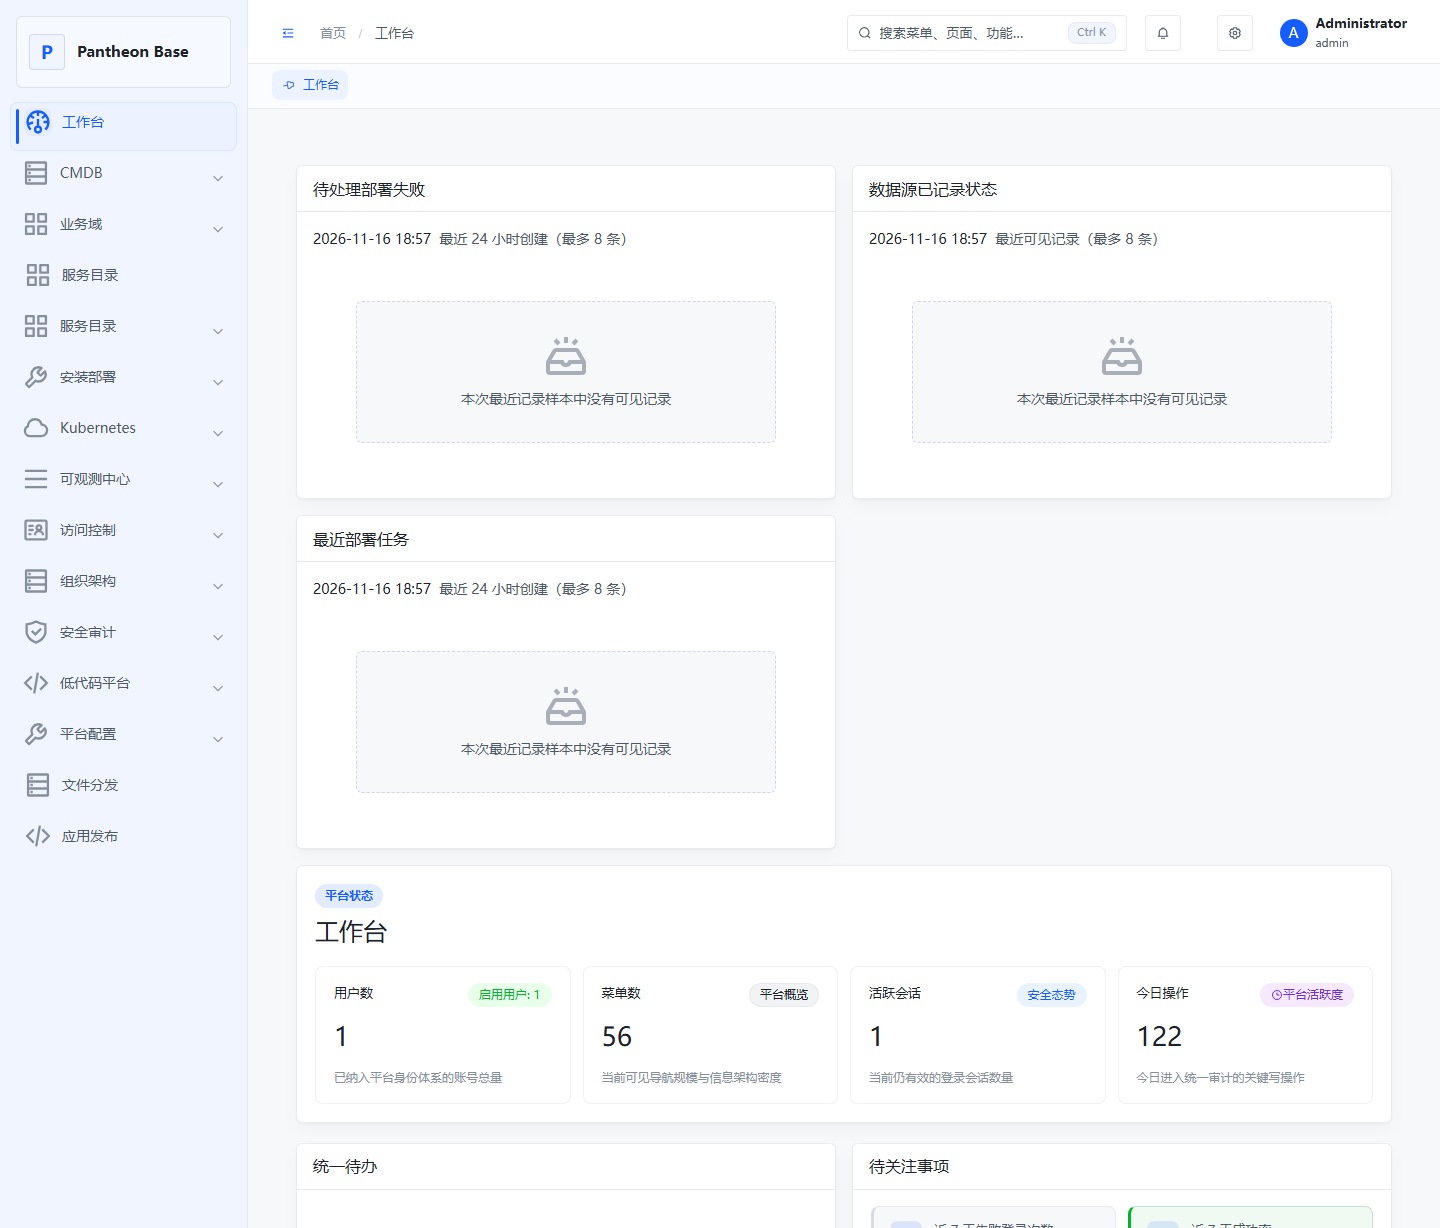 P
Pantheon Base
工作台
CMDB
业务域
服务目录
服务目录
安装部署
Kubernetes
可观测中心
访问控制
组织架构
安全审计
低代码平台
平台配置
文件分发
应用发布
首页 / 工作台
搜索菜单、页面、功能... Ctrl K
A
Administrator
admin
工作台
待处理部署失败
2026-11-16 18:57 最近 24 小时创建（最多 8 条）
本次最近记录样本中没有可见记录
数据源已记录状态
2026-11-16 18:57 最近可见记录（最多 8 条）
本次最近记录样本中没有可见记录
最近部署任务
2026-11-16 18:57 最近 24 小时创建（最多 8 条）
本次最近记录样本中没有可见记录
平台状态
工作台
用户数 启用用户: 1
1
已纳入平台身份体系的账号总量
菜单数 平台概览
56
当前可见导航规模与信息架构密度
活跃会话 安全态势
1
当前仍有效的登录会话数量
今日操作 平台活跃度
122
今日进入统一审计的关键写操作
统一待办
待关注事项